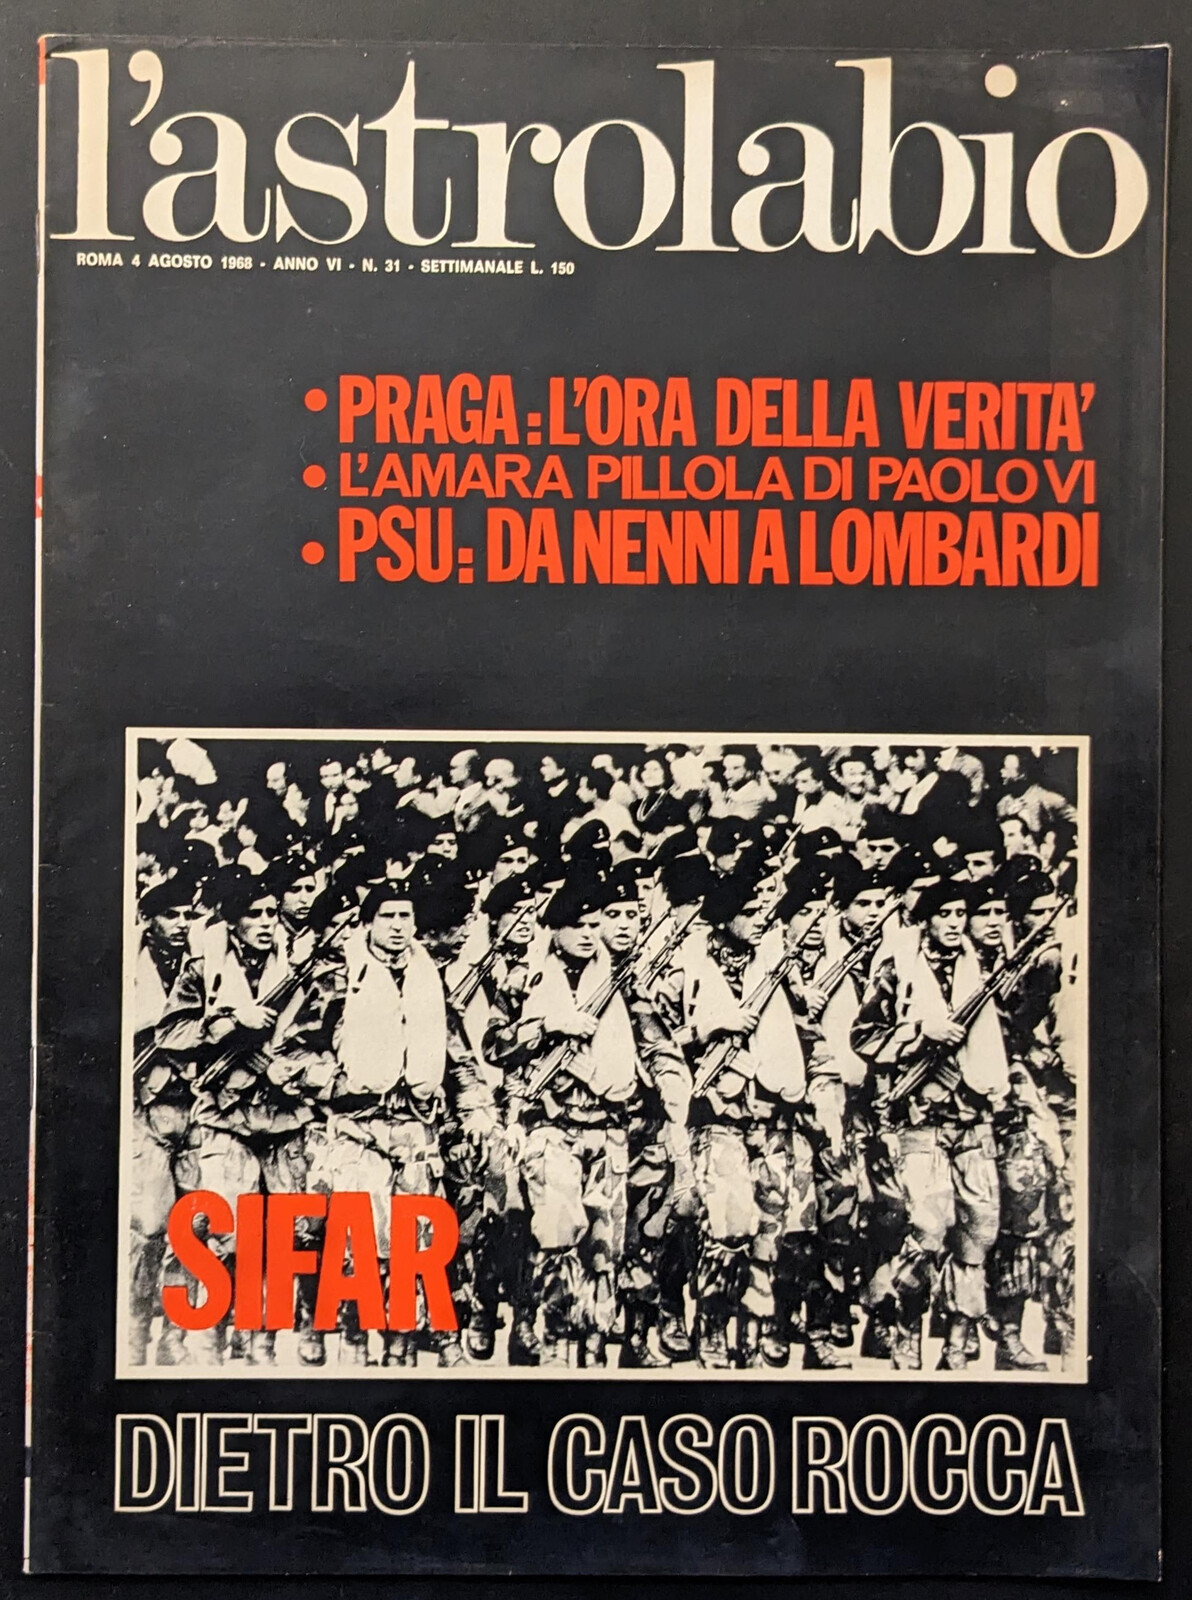 l'astrolabio
ROMA 4 AGOSTO 1968 - ANNO VI - N. 31 - SETTIMANALE L. 150
• PRAGA: L'ORA DELLA VERITA'
• L'AMARA PILLOLA DI PAOLO VI
• PSU: DA NENNI A LOMBARDI
SIFAR
DIETRO IL CASO ROCCA